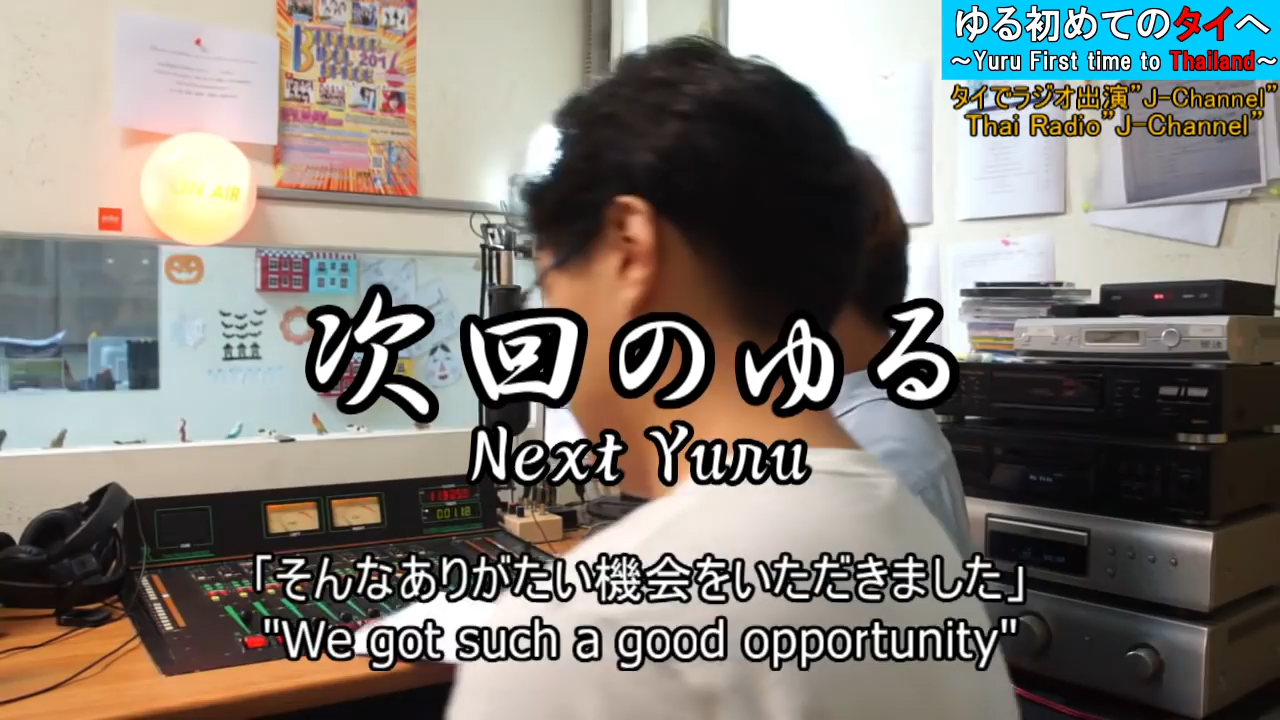 ゆる初めてのタイへ
～Yuru First time to Thailand～
タイでラジオ出演”J-Channel”
Thai Radio”J-Channel”
ON AIR
次回のゆる
Next Yuru
「そんなありがたい機会をいただきました」
"We got such a good opportunity"